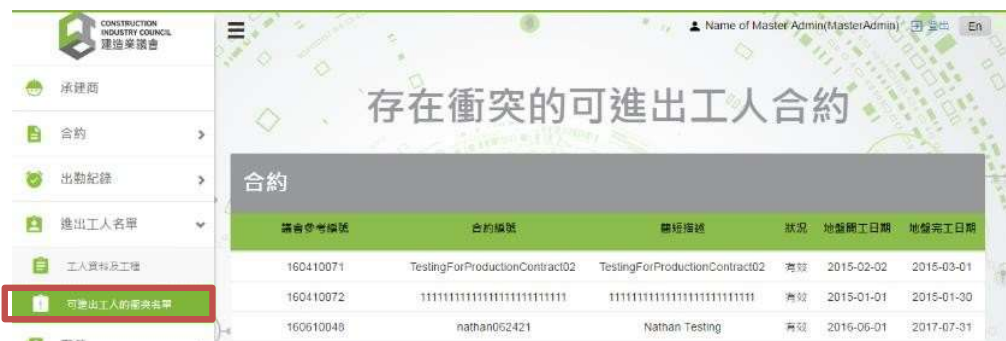 CONSTRUCTION
INDUSTRY COUNCIL
建造業議會
Name of Master Admin(MasterAdmin) 登出 En
承建商
合約
出勤紀錄
進出工人名單
工人資料及工種
可進出工人的衝突名單
存在衝突的可進出工人合約
合約
議會參考編號 合約編號 簡短描述 狀況 地盤開工日期 地盤完工日期
160410071 TestingForProductionContract02 TestingForProductionContract02 有效 2015-02-02 2015-03-01
160410072 有效 2015-01-01 2015-01-30
160610048 nathan062421 Nathan Testing 有效 2016-06-01 2017-07-31